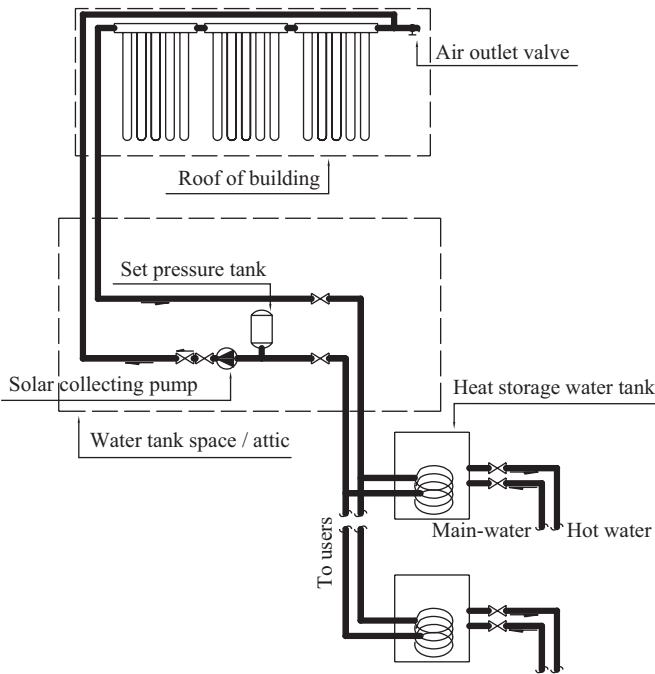 Air outlet valve
Roof of building
Set pressure tank
Solar collecting pump
Heat storage water tank
Water tank space / attic
Main-water
Hot water
To users